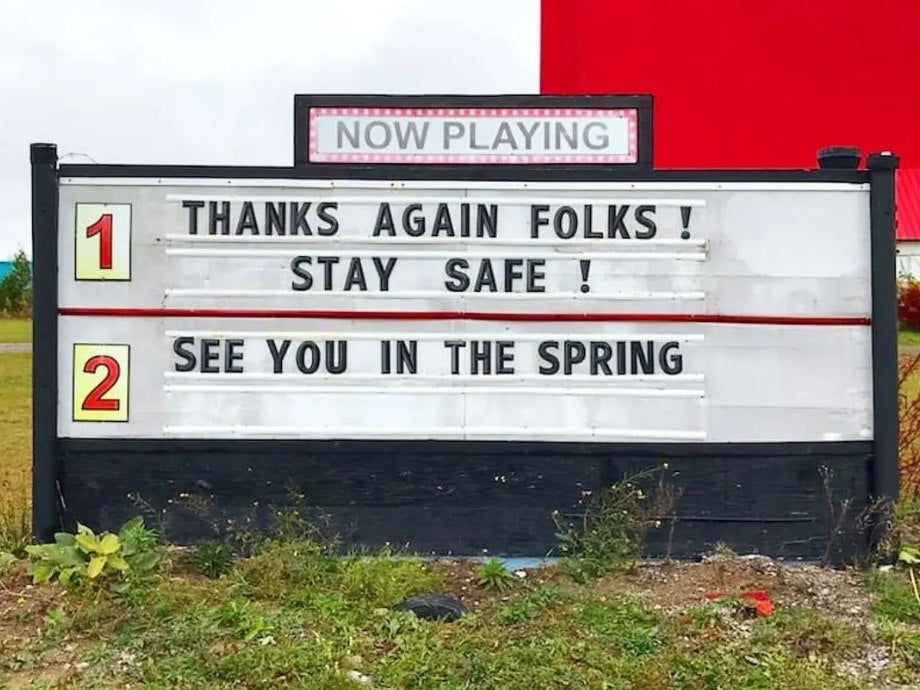 NOW PLAYING
1
THANKS AGAIN FOLKS !
STAY SAFE !
2
SEE YOU IN THE SPRING